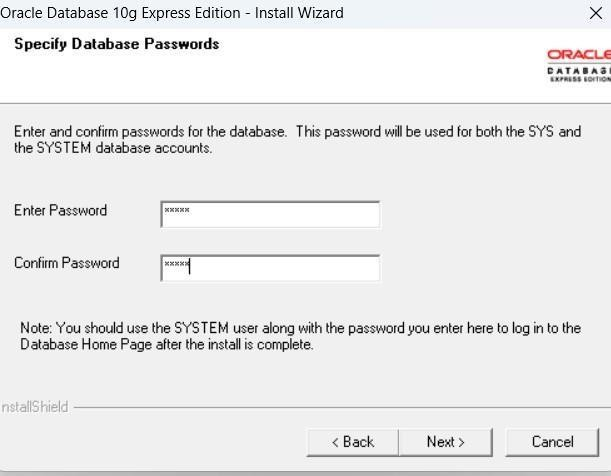 Oracle Database 10g Express Edition - Install Wizard
Specify Database Passwords
ORACLE
DATABASE
EXPRESS EDITION
Enter and confirm passwords for the database. This password will be used for both the SYS and
the SYSTEM database accounts.
Enter Password
*****
Confirm Password
*****
Note: You should use the SYSTEM user along with the password you enter here to log in to the
Database Home Page after the install is complete.
nstallShield
< Back
Next >
Cancel